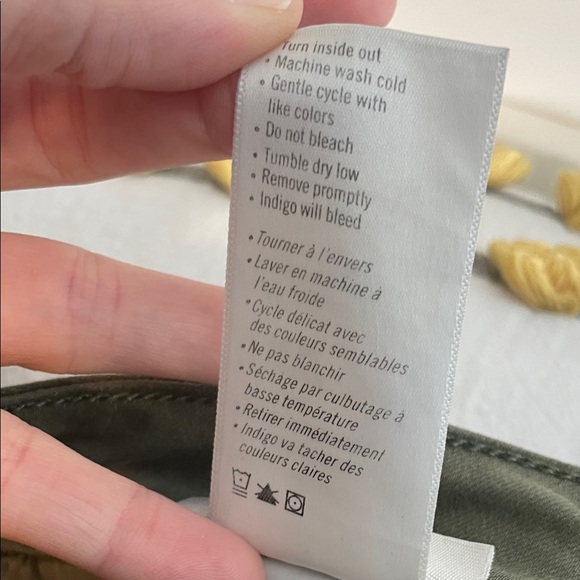 Turn inside out
• Machine wash cold
• Gentle cycle with
like colors
• Do not bleach
• Tumble dry low
• Remove promptly
• Indigo will bleed
• Tourner à l'envers
• Laver en machine à
l'eau froide
• Cycle délicat avec
des couleurs semblables
• Ne pas blanchir
• Séchage par culbutage à
basse température
• Retirer immédiatement
• Indigo va tacher des
couleurs claires